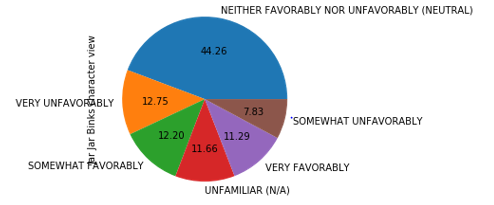 NEITHER FAVORABLY NOR UNFAVORABLY (NEUTRAL)
44.26
VERY UNFAVORABLY
12.75
Jar Jar Binks character view
7.83
SOMEWHAT UNFAVORABLY
12.20
11.29
11.66
SOMEWHAT FAVORABLY
VERY FAVORABLY
UNFAMILIAR (N/A)